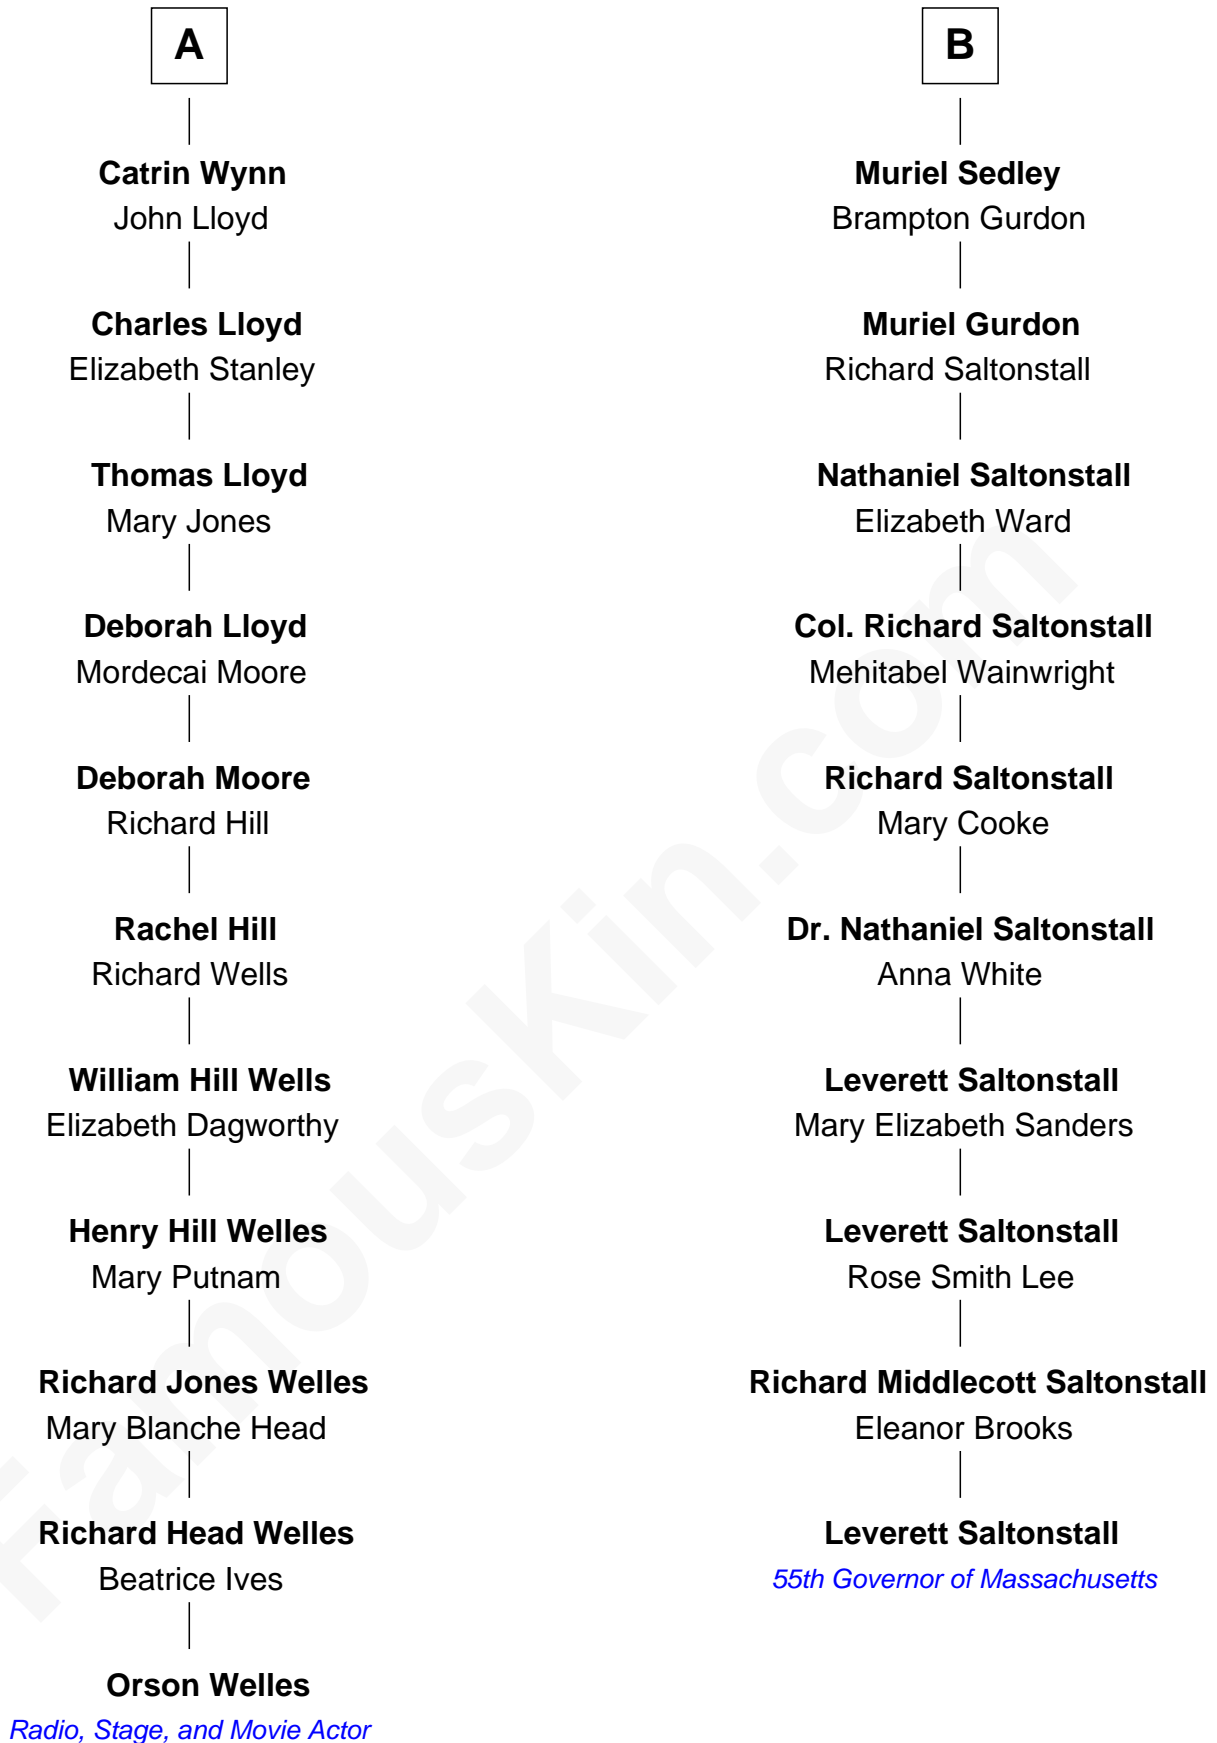 A
Catrin Wynn
John Lloyd
Charles Lloyd
Elizabeth Stanley
Thomas Lloyd
Mary Jones
Deborah Lloyd
Mordecai Moore
Deborah Moore
Richard Hill
Rachel Hill
Richard Wells
William Hill Wells
Elizabeth Dagworthy
Henry Hill Welles
Mary Putnam
Richard Jones Welles
Mary Blanche Head
Richard Head Welles
Beatrice Ives
Orson Welles
Radio, Stage, and Movie Actor
B
Muriel Sedley
Brampton Gurdon
Muriel Gurdon
Richard Saltonstall
Nathaniel Saltonstall
Elizabeth Ward
Col. Richard Saltonstall
Mehitabel Wainwright
Richard Saltonstall
Mary Cooke
Dr. Nathaniel Saltonstall
Anna White
Leverett Saltonstall
Mary Elizabeth Sanders
Leverett Saltonstall
Rose Smith Lee
Richard Middlecott Saltonstall
Eleanor Brooks
Leverett Saltonstall
55th Governor of Massachusetts
FamousKin.com